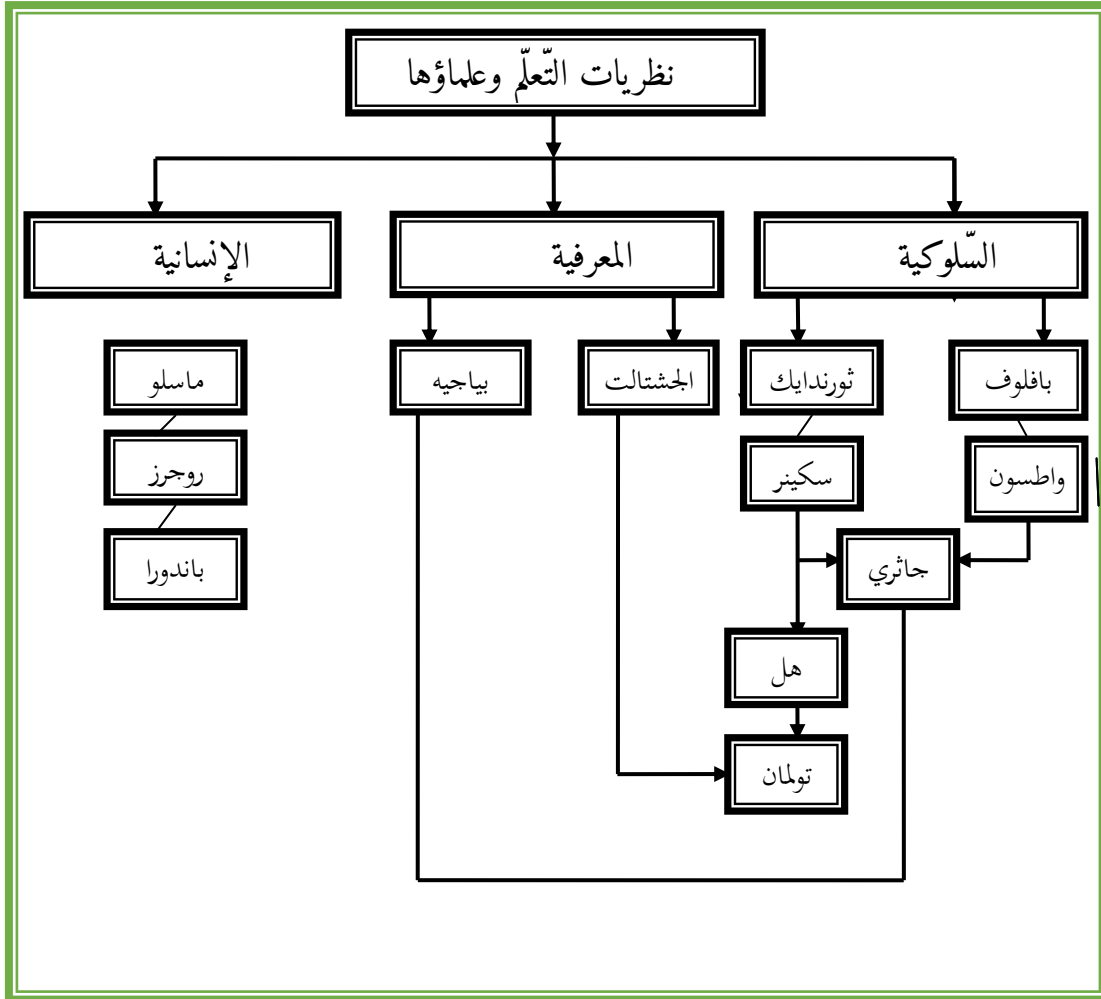 نظريات التّعلّم وعلماؤها
السّلوكية
المعرفية
الإنسانية
بافلوف
ثورندايك
الجشتالت
بياجيه
ماسلو
واطسون
سكينر
روجرز
جاثري
باندورا
هل
تولمان